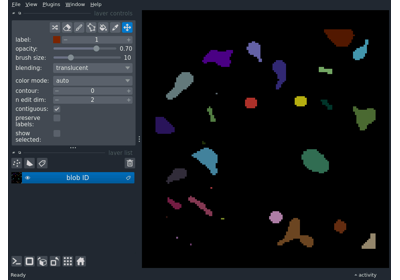 File View Plugins Window Help
layer controls
label: 1
opacity: 0.70
brush size: 10
blending: translucent
color mode: auto
contour: 0
n edit dim: 2
contiguous:
preserve
labels:
show
selected:
layer list
blob ID
Ready
activity